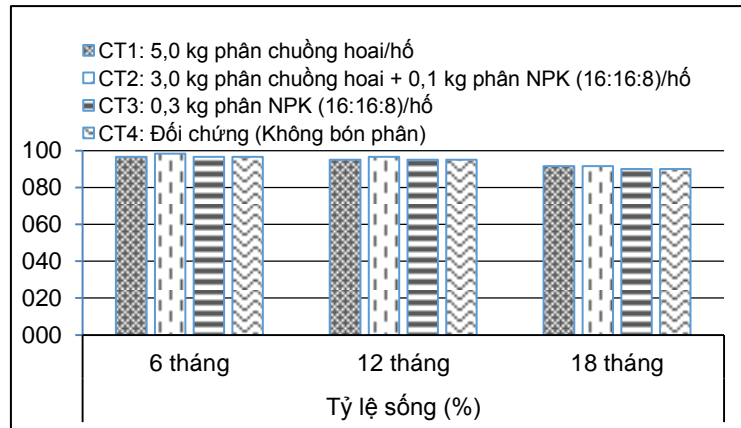 CT1: 5,0 kg phân chuồng hoai/hố
CT2: 3,0 kg phân chuồng hoai + 0,1 kg phân NPK (16:16:8)/hố
CT3: 0,3 kg phân NPK (16:16:8)/hố
CT4: Đối chứng (Không bón phân)
100
080
060
040
020
000
6 tháng 12 tháng 18 tháng
Tỷ lệ sống (%)